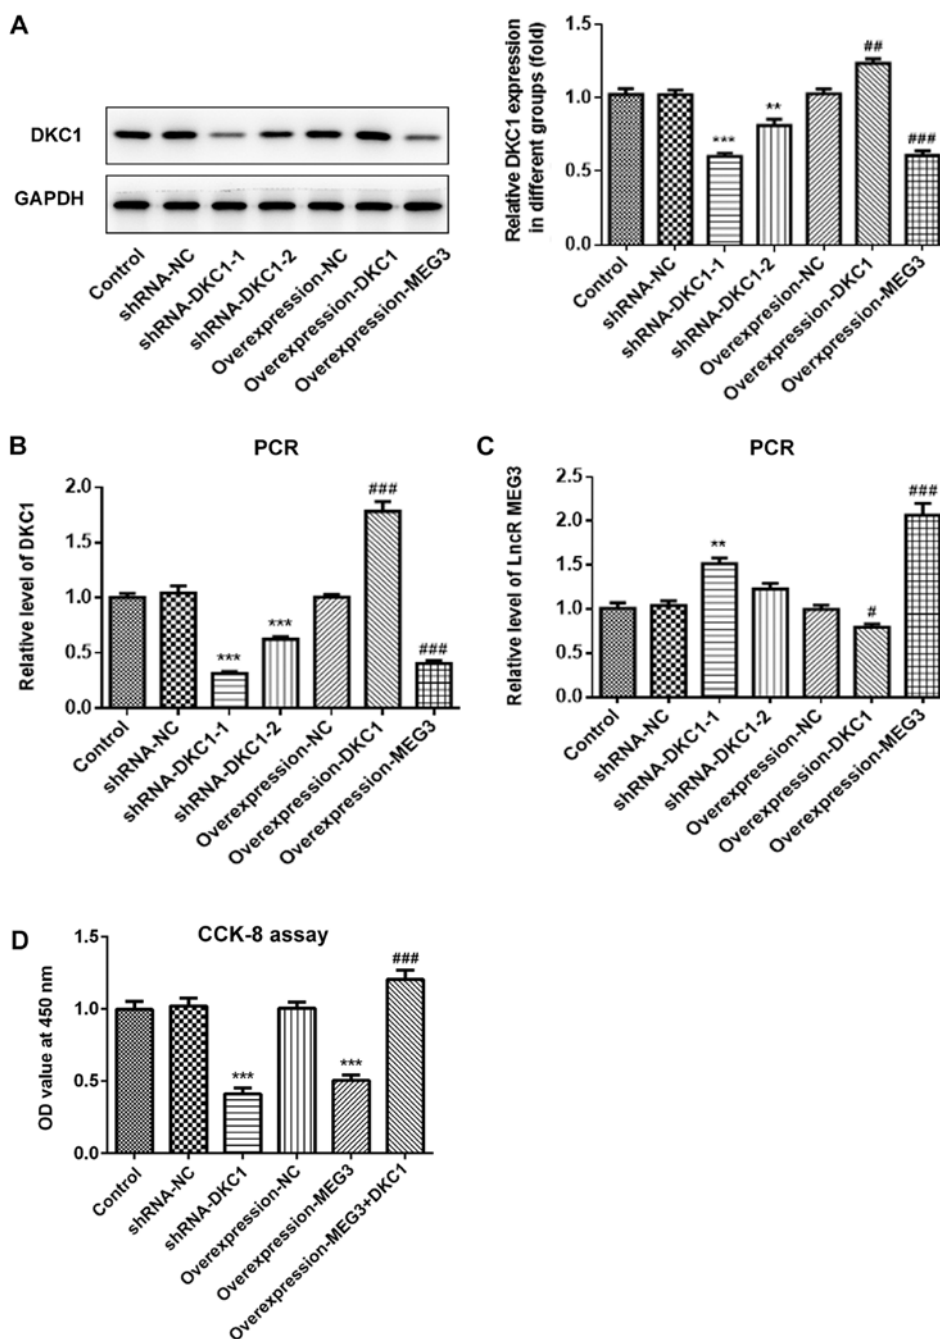 A
DKC1
GAPDH
Control
shRNA-NC
shRNA-DKC1-1
shRNA-DKC1-2
Overexpression-NC
Overexpression-DKC1
Overexpression-MEG3
Relative DKC1 expression
in different groups (fold)
1.5
1.0
0.5
0.0
***
**
##
###
Control
shRNA-NC
shRNA-DKC1-1
shRNA-DKC1-2
Overexpresion-NC
Overexpression-DKC1
Overxpression-MEG3
B
PCR
Relative level of DKC1
2.0
1.5
1.0
0.5
0
***
***
###
###
Control
shRNA-NC
shRNA-DKC1-1
shRNA-DKC1-2
Overexpression-NC
Overexpression-DKC1
Overexpression-MEG3
C
PCR
Relative level of LncR MEG3
2.5
2.0
1.5
1.0
0.5
0.0
**
#
###
Control
shRNA-NC
shRNA-DKC1-1
shRNA-DKC1-2
Overexpression-NC
Overexpression-DKC1
Overexpression-MEG3
D
CCK-8 assay
OD value at 450 nm
1.5
1.0
0.5
0.0
***
***
###
Control
shRNA-NC
shRNA-DKC1
Overexpression-NC
Overexpression-MEG3
Overexpression-MEG3+DKC1